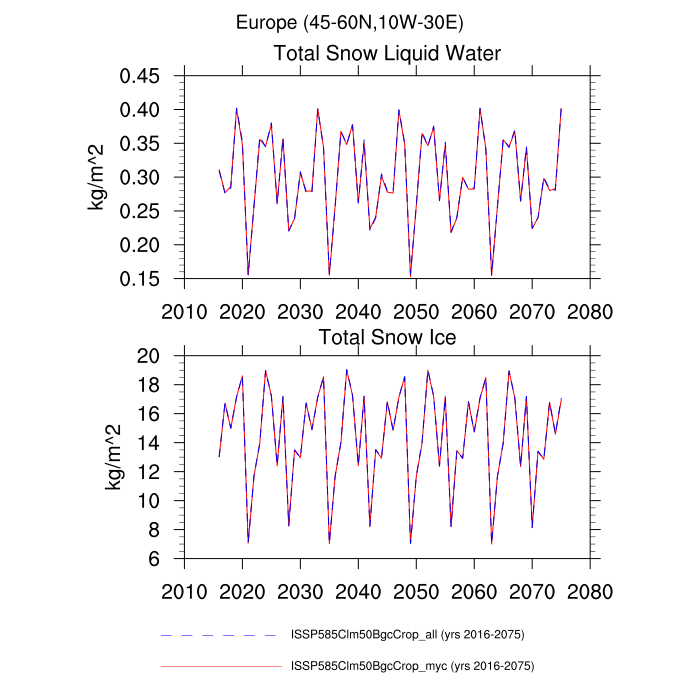 Europe (45-60N,10W-30E)
Total Snow Liquid Water
0.45
0.40
0.35
0.30
0.25
0.20
0.15
kg/m^2
2010 2020 2030 2040 2050 2060 2070 2080
Total Snow Ice
20
18
16
14
12
10
8
6
kg/m^2
2010 2020 2030 2040 2050 2060 2070 2080
ISSP585Clm50BgcCrop_all (yrs 2016-2075)
ISSP585Clm50BgcCrop_myc (yrs 2016-2075)